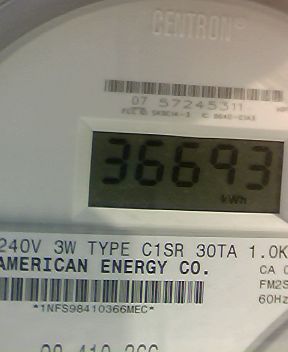 CENTRON®
07 57245311
36693
kWh
240V 3W TYPE C1SR 30TA 1.0K
AMERICAN ENERGY CO.
CA
FM2S
60Hz
*1NFS98410366MEC*